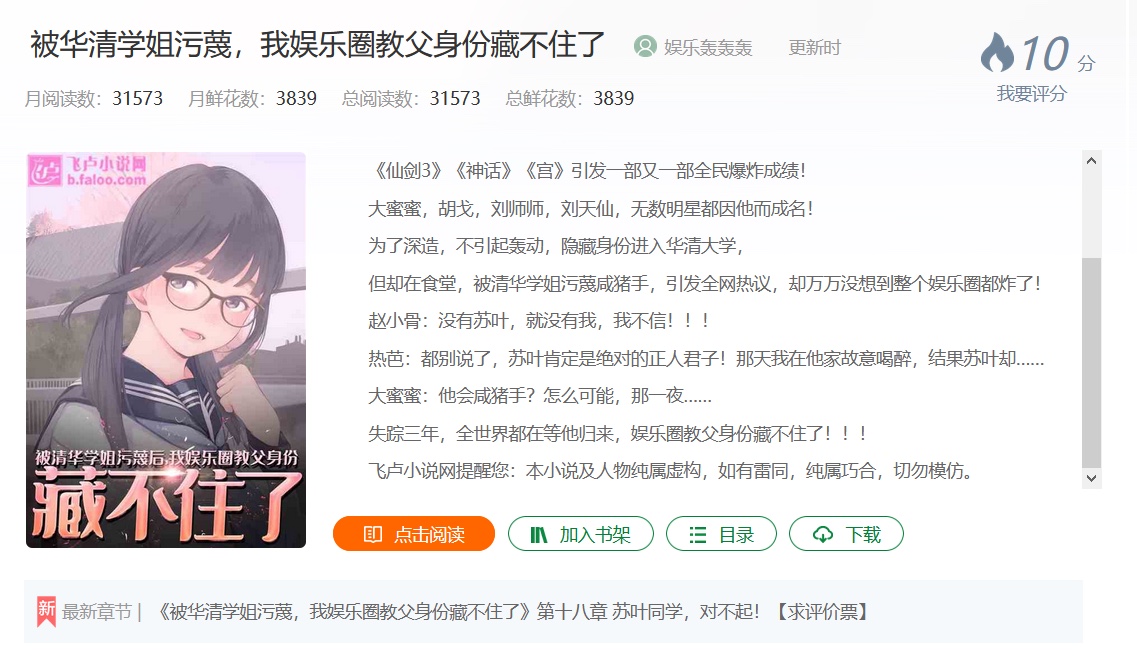 被华清学姐污蔑，我娱乐圈教父身份藏不住了
娱乐轰轰轰 更新时
10 分
我要评分
月阅读数：31573 月鲜花数：3839 总阅读数：31573 总鲜花数：3839
飞卢小说网
b.faloo.com
被清华学姐污蔑后,我娱乐圈教父身份
藏不住了
《仙剑3》《神话》《宫》引发一部又一部全民爆炸成绩！
大蜜蜜，胡戈，刘师师，刘天仙，无数明星都因他而成名！
为了深造，不引起轰动，隐藏身份进入华清大学，
但却在食堂，被清华学姐污蔑咸猪手，引发全网热议，却万万没想到整个娱乐圈都炸了！
赵小骨：没有苏叶，就没有我，我不信！！！
热芭：都别说了，苏叶肯定是绝对的正人君子！那天我在他家故意喝醉，结果苏叶却......
大蜜蜜：他会咸猪手？怎么可能，那一夜......
失踪三年，全世界都在等他归来，娱乐圈教父身份藏不住了！！！
飞卢小说网提醒您：本小说及人物纯属虚构，如有雷同，纯属巧合，切勿模仿。
点击阅读 加入书架 目录 下载
新 最新章节 | 《被华清学姐污蔑，我娱乐圈教父身份藏不住了》第十八章 苏叶同学，对不起！【求评价票】